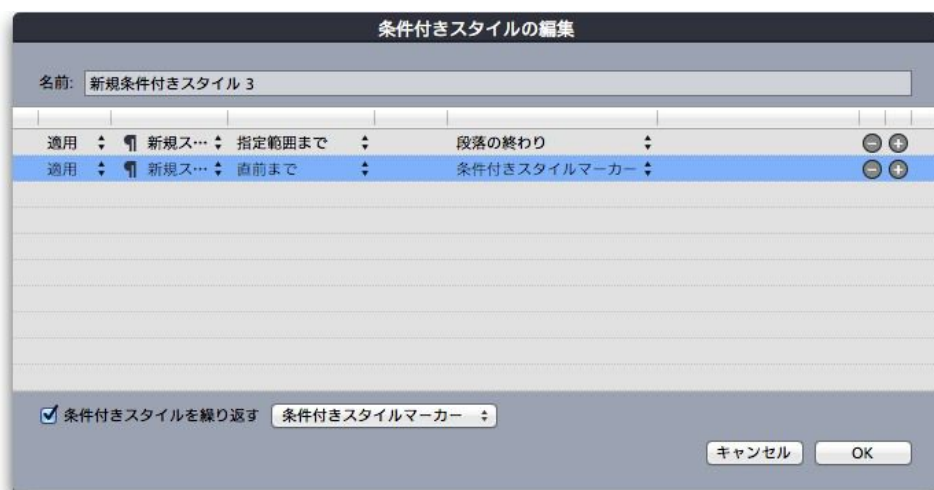 条件付きスタイルの編集
名前: 新規条件付きスタイル 3
適用 ¶ 新規ス… 指定範囲まで 段落の終わり
適用 ¶ 新規ス… 直前まで 条件付きスタイルマーカー
条件付きスタイルを繰り返す 条件付きスタイルマーカー
キャンセル OK